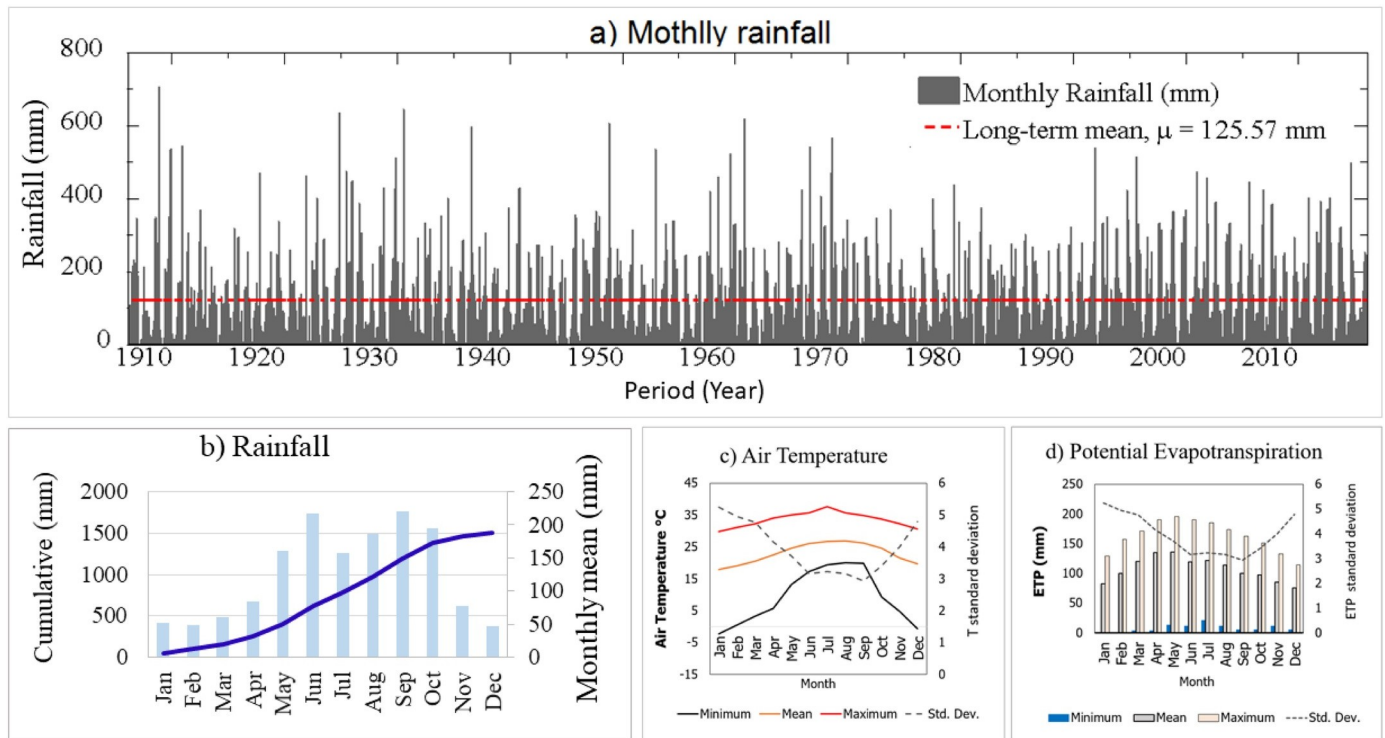 a) Mothlly rainfall
800
600
400
200
0
Rainfall (mm)
Monthly Rainfall (mm)
Long-term mean, μ = 125.57 mm
1910 1920 1930 1940 1950 1960 1970 1980 1990 2000 2010
Period (Year)
b) Rainfall
Cumulative (mm)
2000
1500
1000
500
0
250
200
150
100
50
0
Monthly mean (mm)
Jan Feb Mar Apr May Jun Jul Aug Sep Oct Nov Dec
c) Air Temperature
Air Temperature °C
45
35
25
15
5
-5
-15
6
5
4
3
2
1
0
T standard deviation
Jan Feb Mar Apr May Jun Jul Aug Sep Oct Nov Dec
Month
Minimum Mean Maximum Std. Dev.
d) Potential Evapotranspiration
ETP (mm)
250
200
150
100
50
0
6
5
4
3
2
1
0
ETP standard deviation
Jan Feb Mar Apr May Jun Jul Aug Sep Oct Nov Dec
Month
Minimum Mean Maximum Std. Dev.